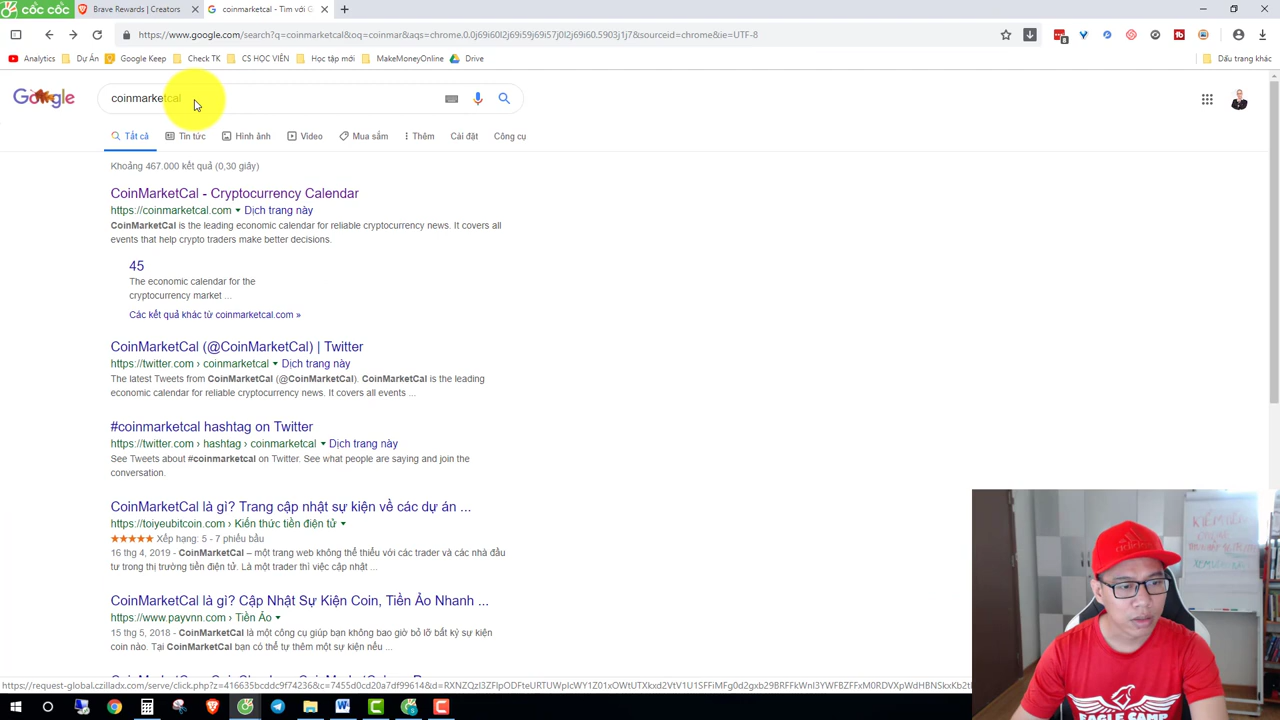 CỐC CỐC
Brave Rewards | Creators
coinmarketcal - Tìm với G
https://www.google.com/search?q=coinmarketcal&oq=coinmar&aqs=chrome.0.0j69i60l2j69i59j69i57j0l2j69i60.5903j1j7&sourceid=chrome&ie=UTF-8
Analytics
Dự Án
Google Keep
Check TK
CS HỌC VIÊN
Học tập mới
MakeMoneyOnline
Drive
Dấu trang khác
coinmarketcal
Tất cả
Tin tức
Hình ảnh
Video
Mua sắm
Thêm
Cài đặt
Công cụ
Khoảng 467.000 kết quả (0,30 giây)
CoinMarketCal - Cryptocurrency Calendar
https://coinmarketcal.com Dịch trang này
CoinMarketCal is the leading economic calendar for reliable cryptocurrency news. It covers all
events that help crypto traders make better decisions.
45
The economic calendar for the
cryptocurrency market ...
Các kết quả khác từ coinmarketcal.com »
CoinMarketCal (@CoinMarketCal) | Twitter
https://twitter.com › coinmarketcal Dịch trang này
The latest Tweets from CoinMarketCal (@CoinMarketCal). CoinMarketCal is the leading
economic calendar for reliable cryptocurrency news. It covers all events ...
#coinmarketcal hashtag on Twitter
https://twitter.com › hashtag › coinmarketcal Dịch trang này
See Tweets about #coinmarketcal on Twitter. See what people are saying and join the
conversation.
CoinMarketCal là gì? Trang cập nhật sự kiện về các dự án ...
https://toiyeubitcoin.com › Kiến thức tiền điện tử
Xếp hạng: 5 - 7 phiếu bầu
16 thg 4, 2019 - CoinMarketCal – một trang web không thể thiếu với các trader và các nhà đầu
tư trong thị trường tiền điện tử. Là một trader thì việc cập nhật ...
CoinMarketCal là gì? Cập Nhật Sự Kiện Coin, Tiền Ảo Nhanh ...
https://www.payvnn.com › Tiền Ảo
15 thg 5, 2018 - CoinMarketCal là một công cụ giúp bạn không bao giờ bỏ lỡ bất kỳ sự kiện
coin nào. Tại CoinMarketCal bạn có thể tự thêm một sự kiện nếu ...
adidas
EAGLE CAMP